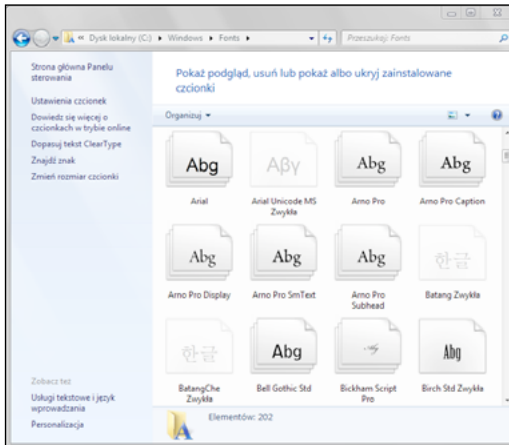 « Dysk lokalny (C:) ▸ Windows ▸ Fonts ▸
Przeszukaj: Fonts
Strona główna Panelu
sterowania
Ustawienia czcionek
Dowiedz się więcej o
czcionkach w trybie online
Dopasuj tekst ClearType
Znajdź znak
Zmień rozmiar czcionki
Zobacz też
Usługi tekstowe i język
wprowadzania
Personalizacja
Pokaż podgląd, usuń lub pokaż albo ukryj zainstalowane
czcionki
Organizuj
Abg Αβγ Abg Abg
Arial Arial Unicode MS Arno Pro Arno Pro Caption
Zwykła
Abg Abg Abg 한글
Arno Pro Display Arno Pro SmText Arno Pro Batang Zwykła
Subhead
한글 Abg Abg
BatangChe Bell Gothic Std Bickham Script Birch Std Zwykła
Zwykła Pro
Elementów: 202